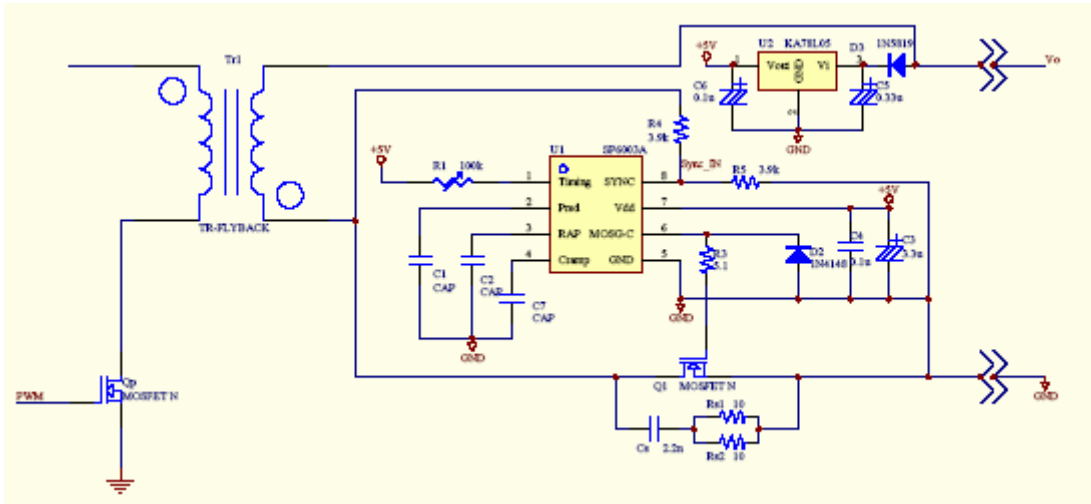 Tr1
TR-FLYBACK
PWM
Qp
MOSFET N
+5V
R1 100k
U1 SP6003A
1 Timing SYNC 8
2 Pred Vdd 7
3 RAP MOSG-C 6
4 Cramp GND 5
C1
CAP
C2
CAP
C7
CAP
GND
R4
3.9k
Sync_IN
R5 3.9k
+5V
U2 KA78L05
1 Vout GND Vi 3
2
D3 1N5819
C6
0.1u
C5
0.33u
GND
Vo
+5V
R3
5.1
D2
1N4148
C4
0.1u
C3
3.3u
GND
Q1 MOSFET N
Rs1 10
Cs 2.2n
Rs2 10
GND